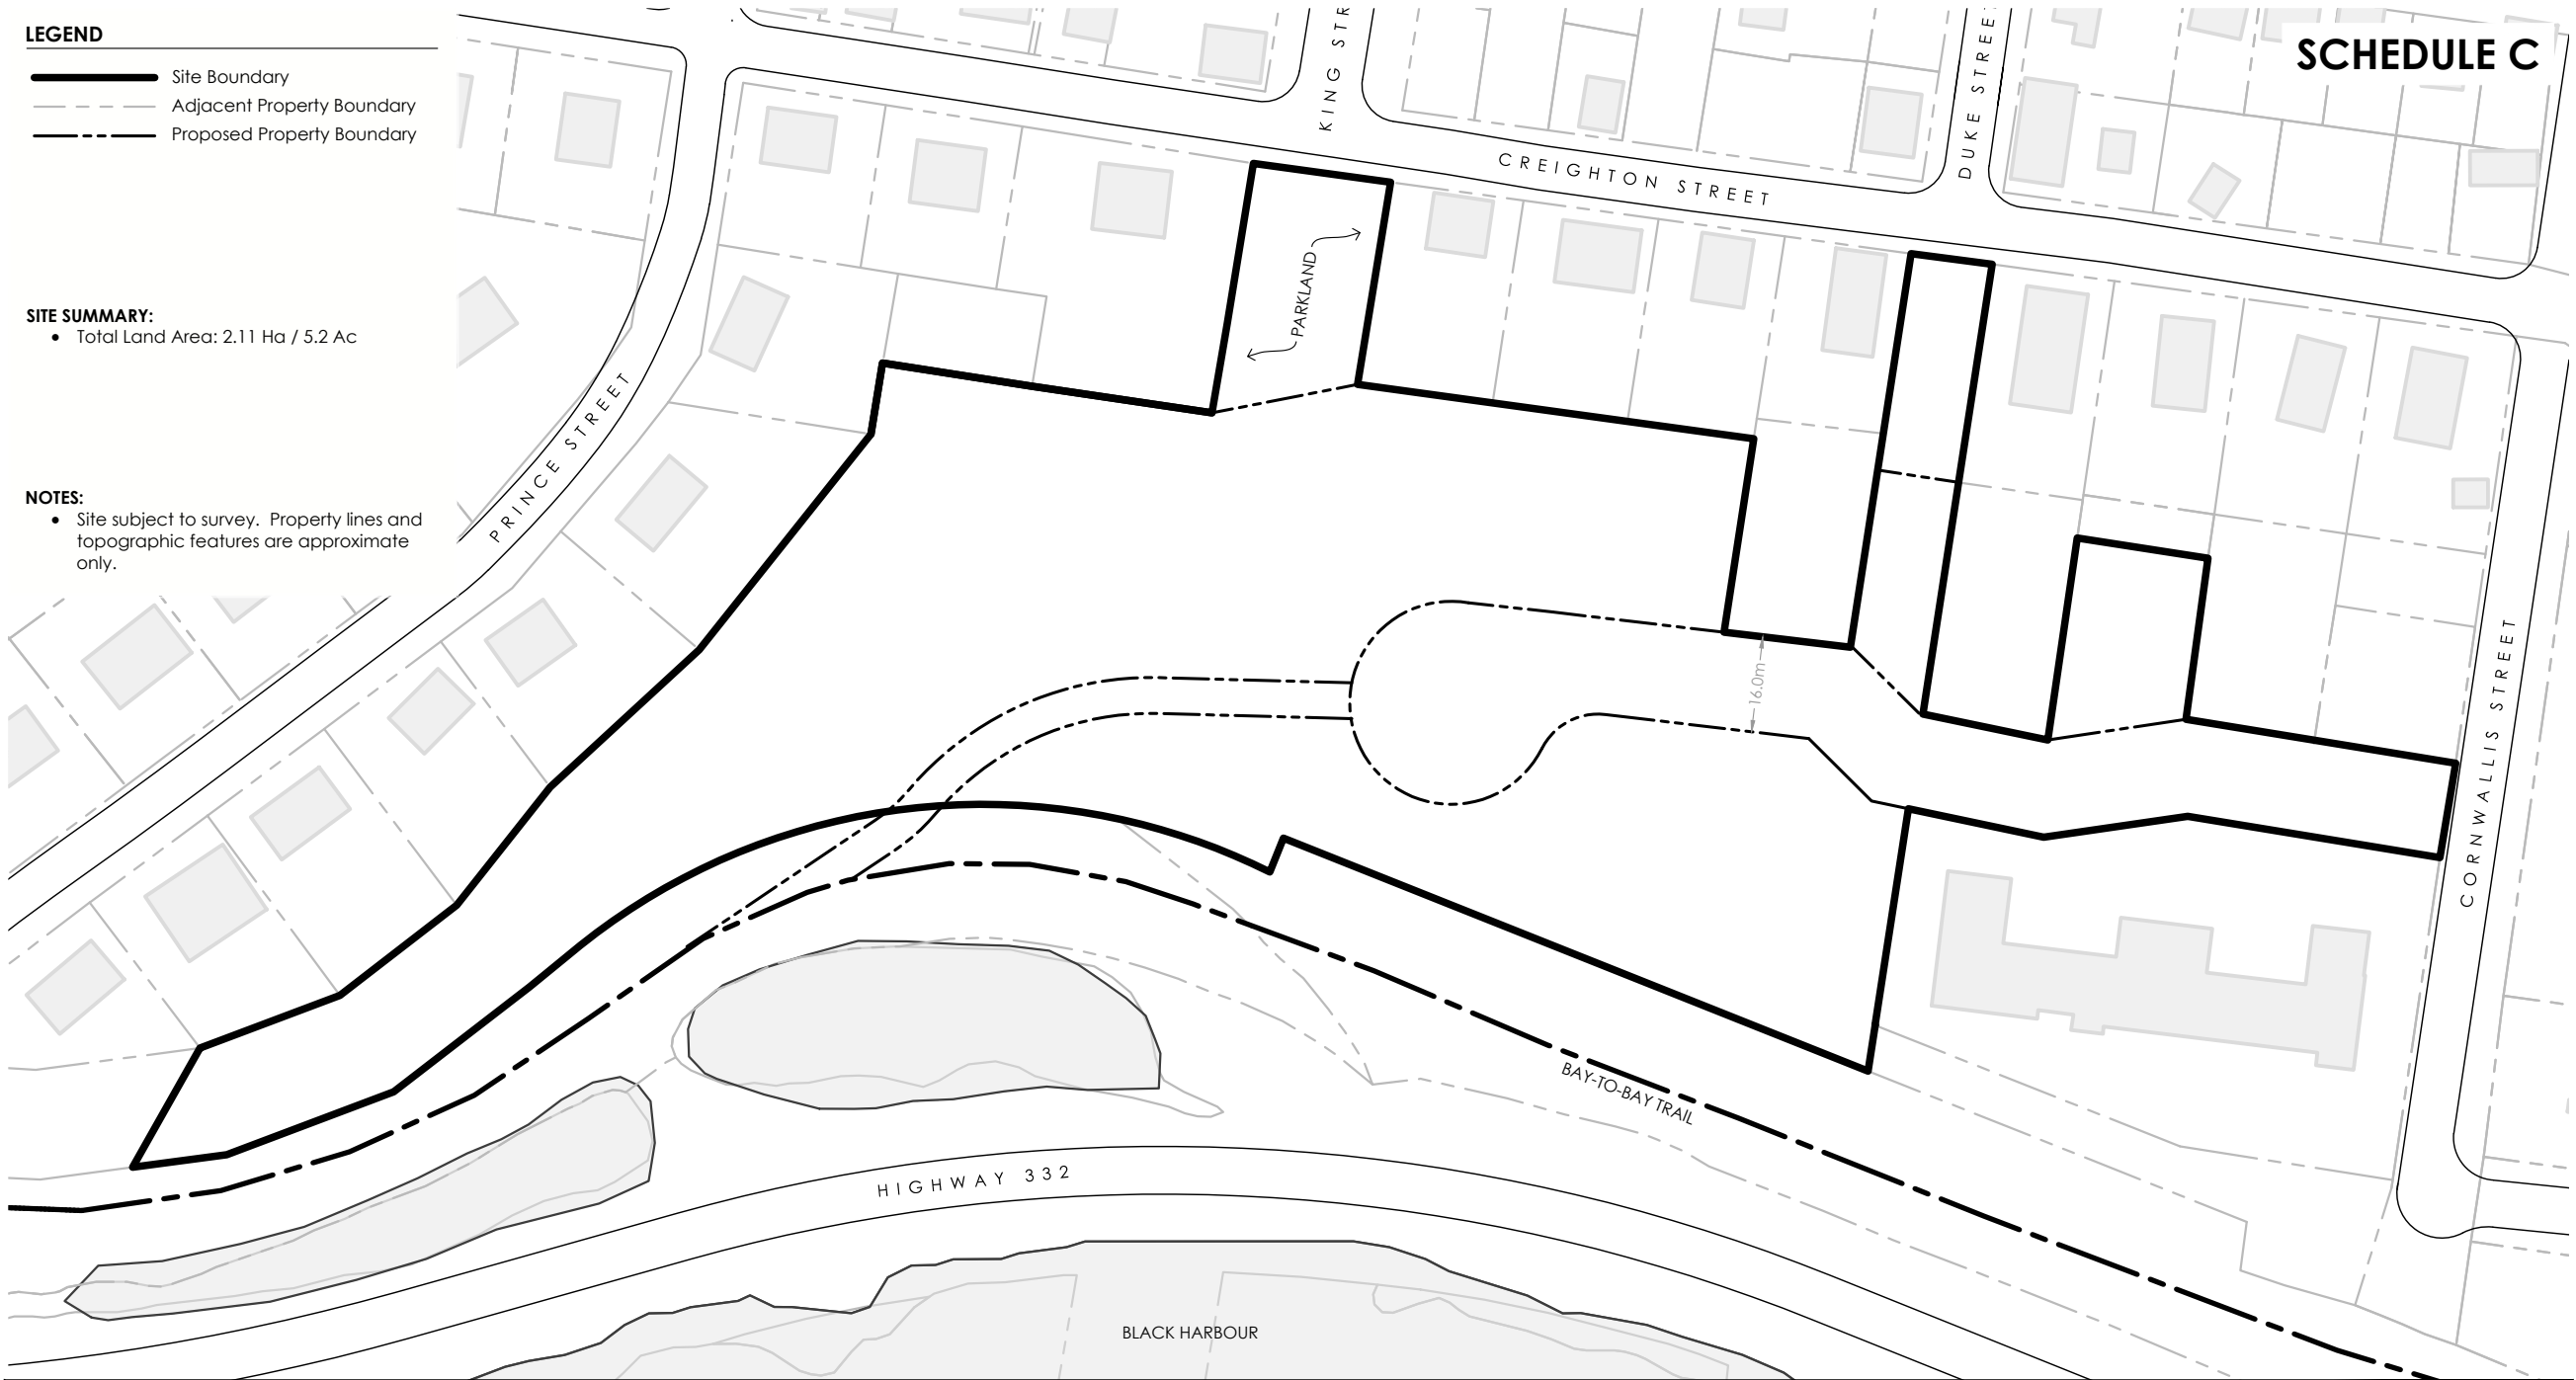 LEGEND
Site Boundary
Adjacent Property Boundary
Proposed Property Boundary
SITE SUMMARY:
• Total Land Area: 2.11 Ha / 5.2 Ac
NOTES:
• Site subject to survey. Property lines and
topographic features are approximate
only.
SCHEDULE C
KING STR
DUKE STREET
CREIGHTON STREET
PARKLAND
PRINCE STREET
16.0m
CORNWALLIS STREET
BAY-TO-BAY TRAIL
HIGHWAY 332
BLACK HARBOUR